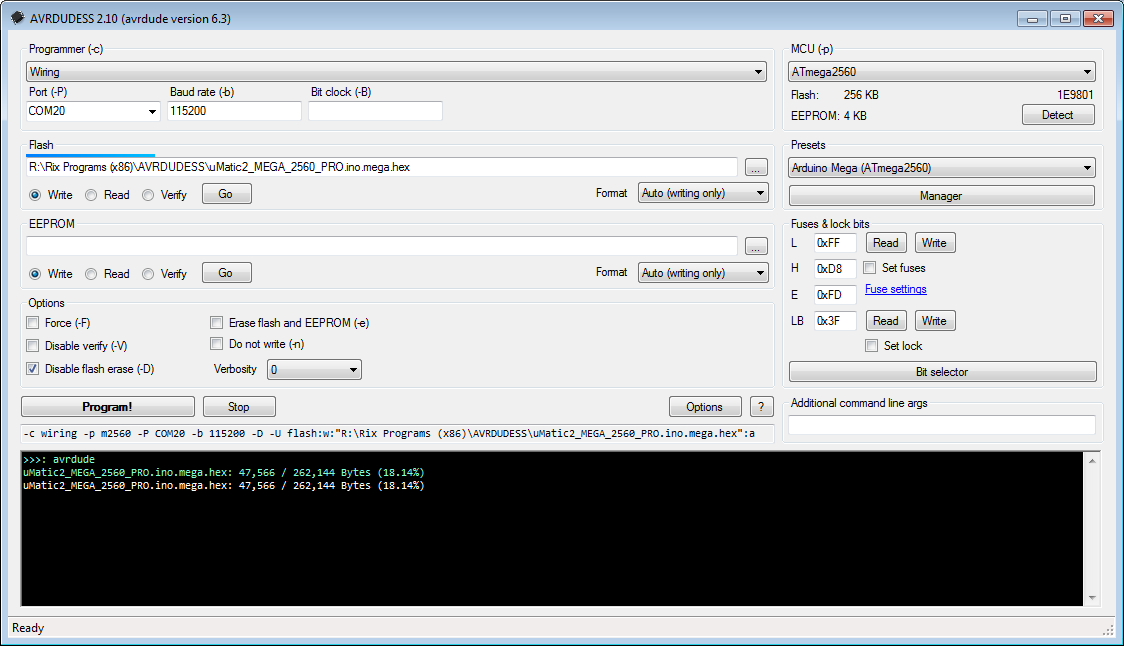 AVRDUDESS 2.10 (avrdude version 6.3)
Programmer (-c)
Wiring
Port (-P)
Baud rate (-b)
Bit clock (-B)
COM20
115200
MCU (-p)
ATmega2560
Flash:
256 KB
1E9801
EEPROM:
4 KB
Detect
Flash
R:\Rix Programs (x86)\AVRDUDESS\uMatic2_MEGA_2560_PRO.ino.mega.hex
...
Write
Read
Verify
Go
Format
Auto (writing only)
Presets
Arduino Mega (ATmega2560)
Manager
EEPROM
...
Write
Read
Verify
Go
Format
Auto (writing only)
Fuses & lock bits
L
0xFF
Read
Write
H
0xD8
Set fuses
E
0xFD
Fuse settings
LB
0x3F
Read
Write
Set lock
Bit selector
Options
Force (-F)
Erase flash and EEPROM (-e)
Disable verify (-V)
Do not write (-n)
Disable flash erase (-D)
Verbosity
0
Program!
Stop
Options
?
Additional command line args
-c wiring -p m2560 -P COM20 -b 115200 -D -U flash:w:"R:\Rix Programs (x86)\AVRDUDESS\uMatic2_MEGA_2560_PRO.ino.mega.hex":a
>>>: avrdude
uMatic2_MEGA_2560_PRO.ino.mega.hex: 47,566 / 262,144 Bytes (18.14%)
uMatic2_MEGA_2560_PRO.ino.mega.hex: 47,566 / 262,144 Bytes (18.14%)
Ready